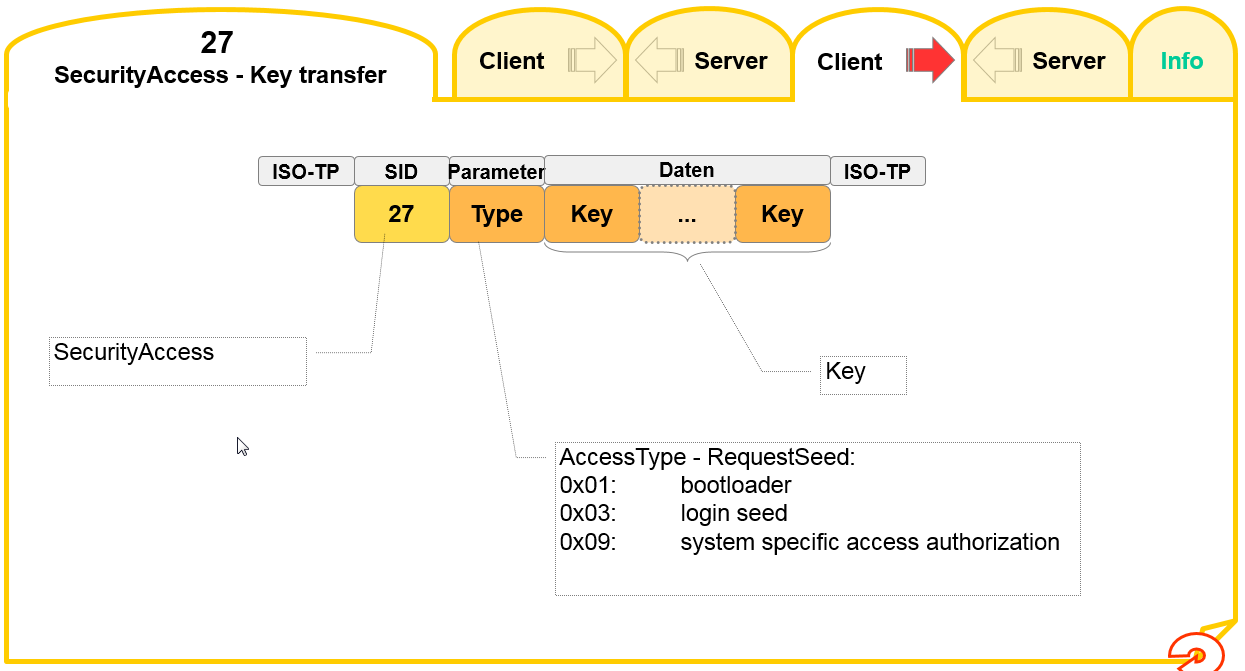 27
SecurityAccess - Key transfer
Client
Server
Client
Server
Info
ISO-TP SID Parameter Daten ISO-TP
27 Type Key ... Key
SecurityAccess
Key
AccessType - RequestSeed:
0x01: bootloader
0x03: login seed
0x09: system specific access authorization